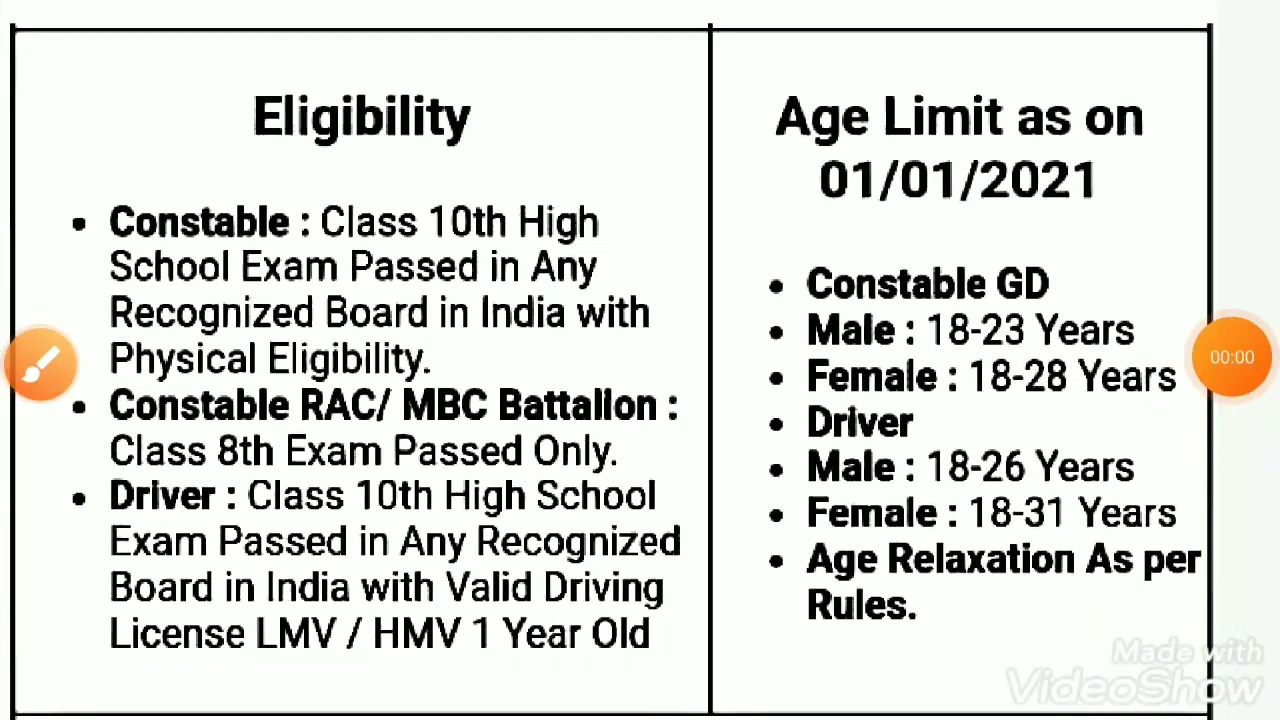 Eligibility
• Constable : Class 10th High
School Exam Passed in Any
Recognized Board in India with
Physical Eligibility.
• Constable RAC/ MBC Battalion :
Class 8th Exam Passed Only.
• Driver : Class 10th High School
Exam Passed in Any Recognized
Board in India with Valid Driving
License LMV / HMV 1 Year Old
Age Limit as on
01/01/2021
• Constable GD
• Male : 18-23 Years
• Female : 18-28 Years
• Driver
• Male : 18-26 Years
• Female : 18-31 Years
• Age Relaxation As per
Rules.
00:00
Made with
VideoShow